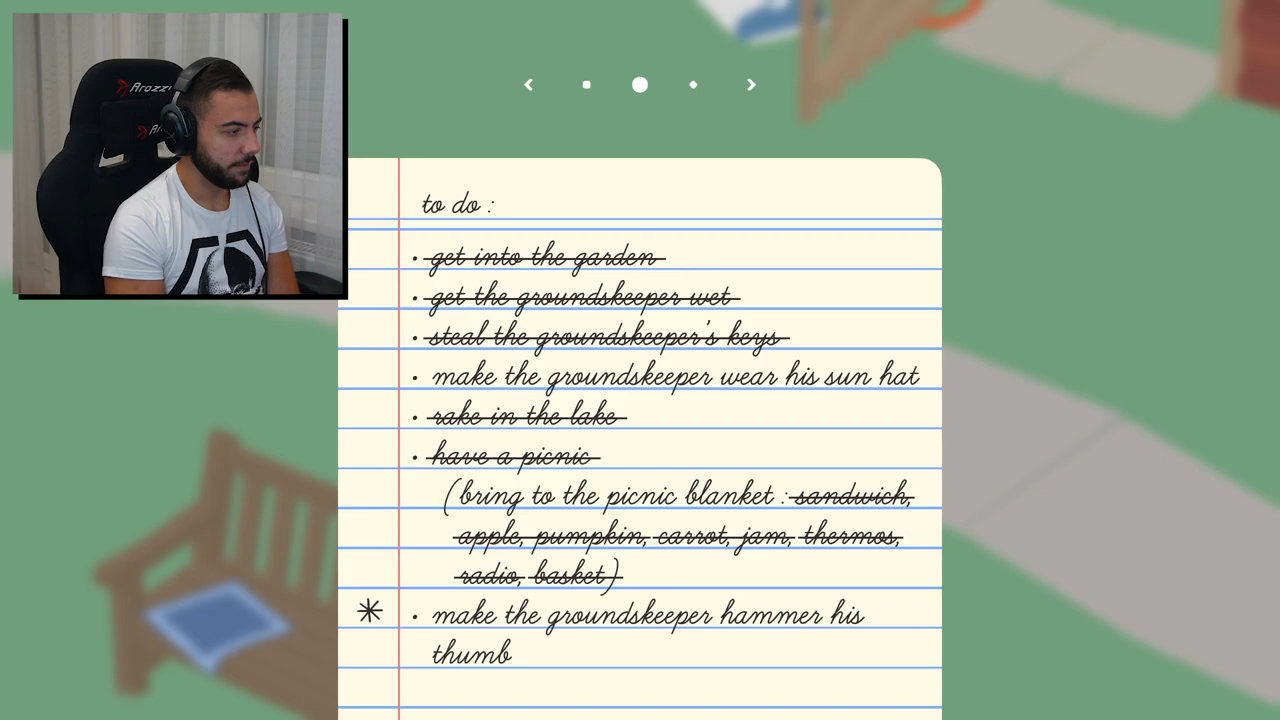 Arozzi
to do :
• get into the garden
• get the groundskeeper wet
• steal the groundskeeper's keys
• make the groundskeeper wear his sun hat
• rake in the lake
• have a picnic
(bring to the picnic blanket : sandwich,
apple, pumpkin, carrot, jam, thermos,
radio, basket)
* • make the groundskeeper hammer his
thumb